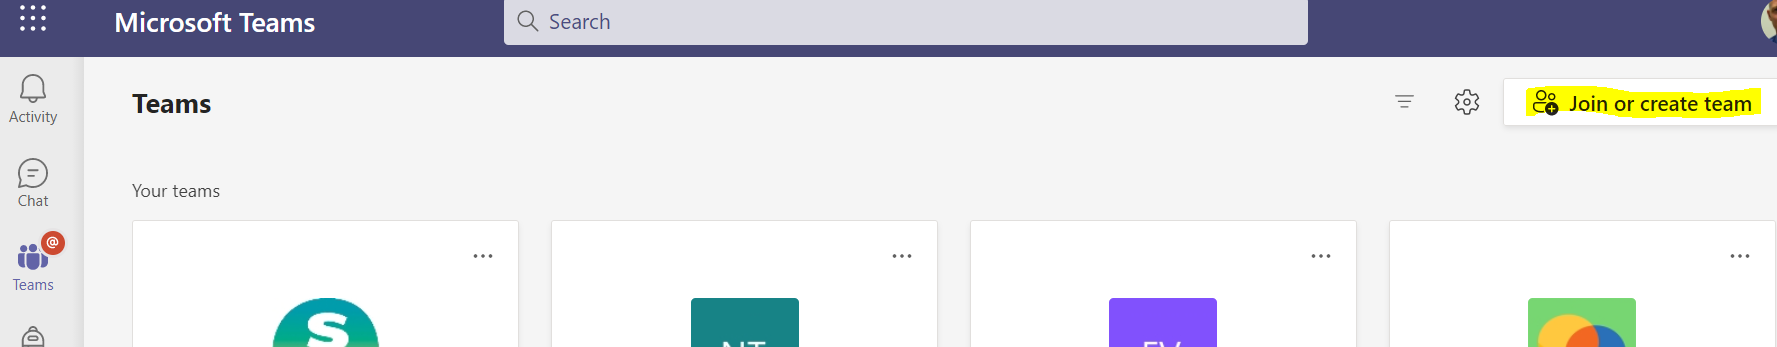 Microsoft Teams
Search
Activity
Teams
Join or create team
Chat
Your teams
@
Teams
S